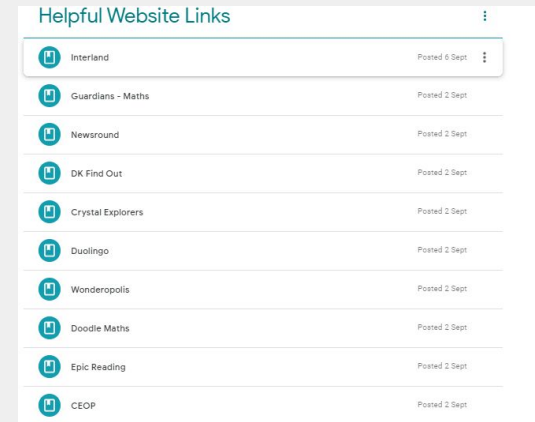 Helpful Website Links
Interland Posted 6 Sept
Guardians - Maths Posted 2 Sept
Newsround Posted 2 Sept
DK Find Out Posted 2 Sept
Crystal Explorers Posted 2 Sept
Duolingo Posted 2 Sept
Wonderopolis Posted 2 Sept
Doodle Maths Posted 2 Sept
Epic Reading Posted 2 Sept
CEOP Posted 2 Sept